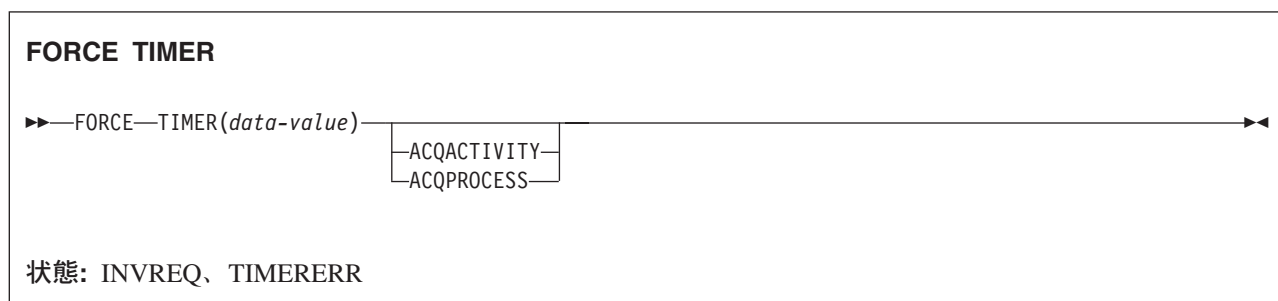 FORCE TIMER
FORCE TIMER(data-value)
ACQACTIVITY
ACQPROCESS
状態: INVREQ、TIMERERR